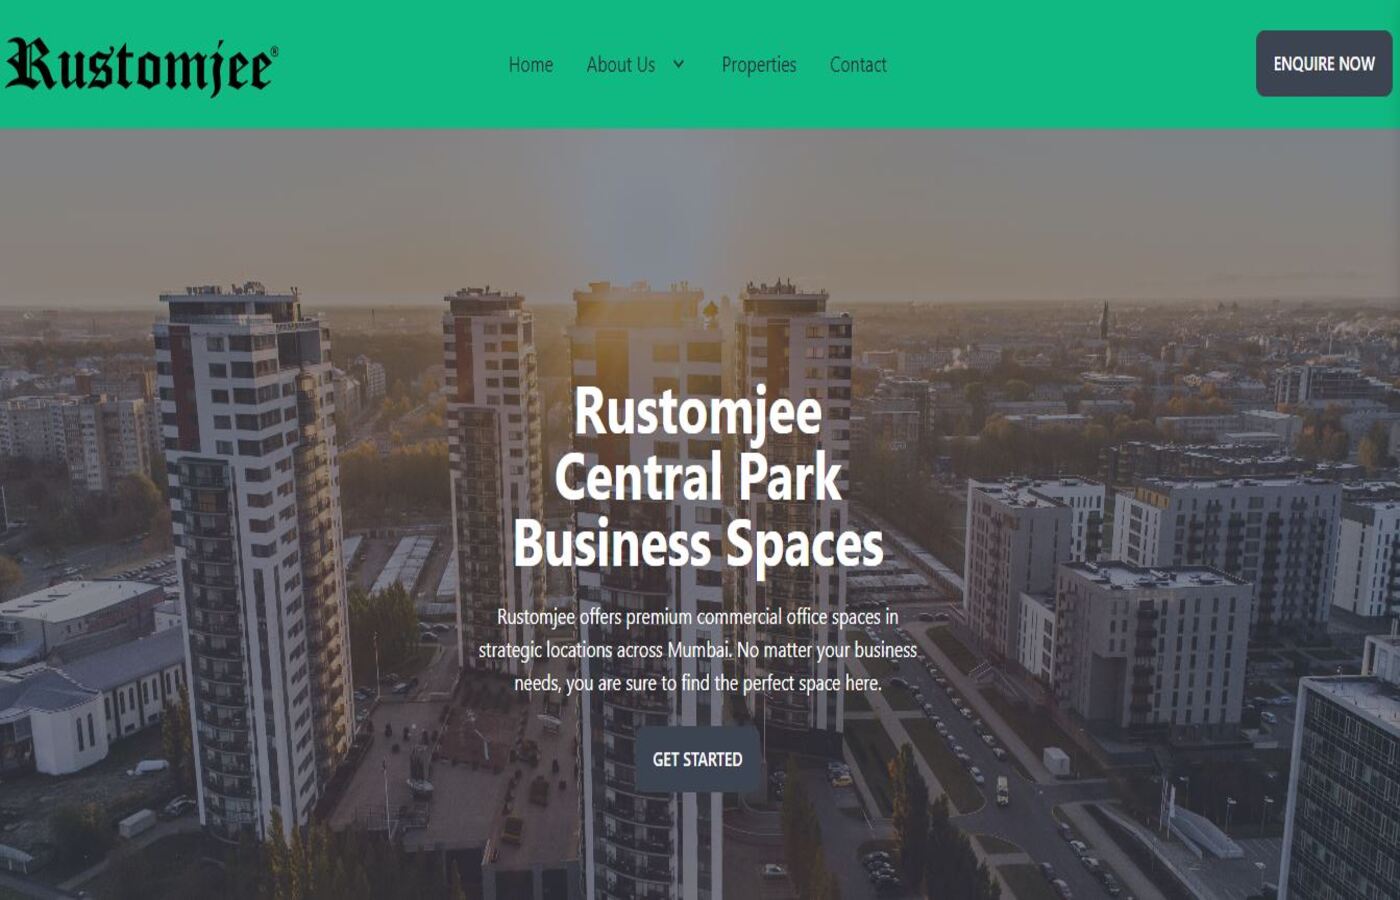 Rustomjee®
Home About Us Properties Contact
ENQUIRE NOW
Rustomjee
Central Park
Business Spaces
Rustomjee offers premium commercial office spaces in
strategic locations across Mumbai. No matter your business
needs, you are sure to find the perfect space here.
GET STARTED